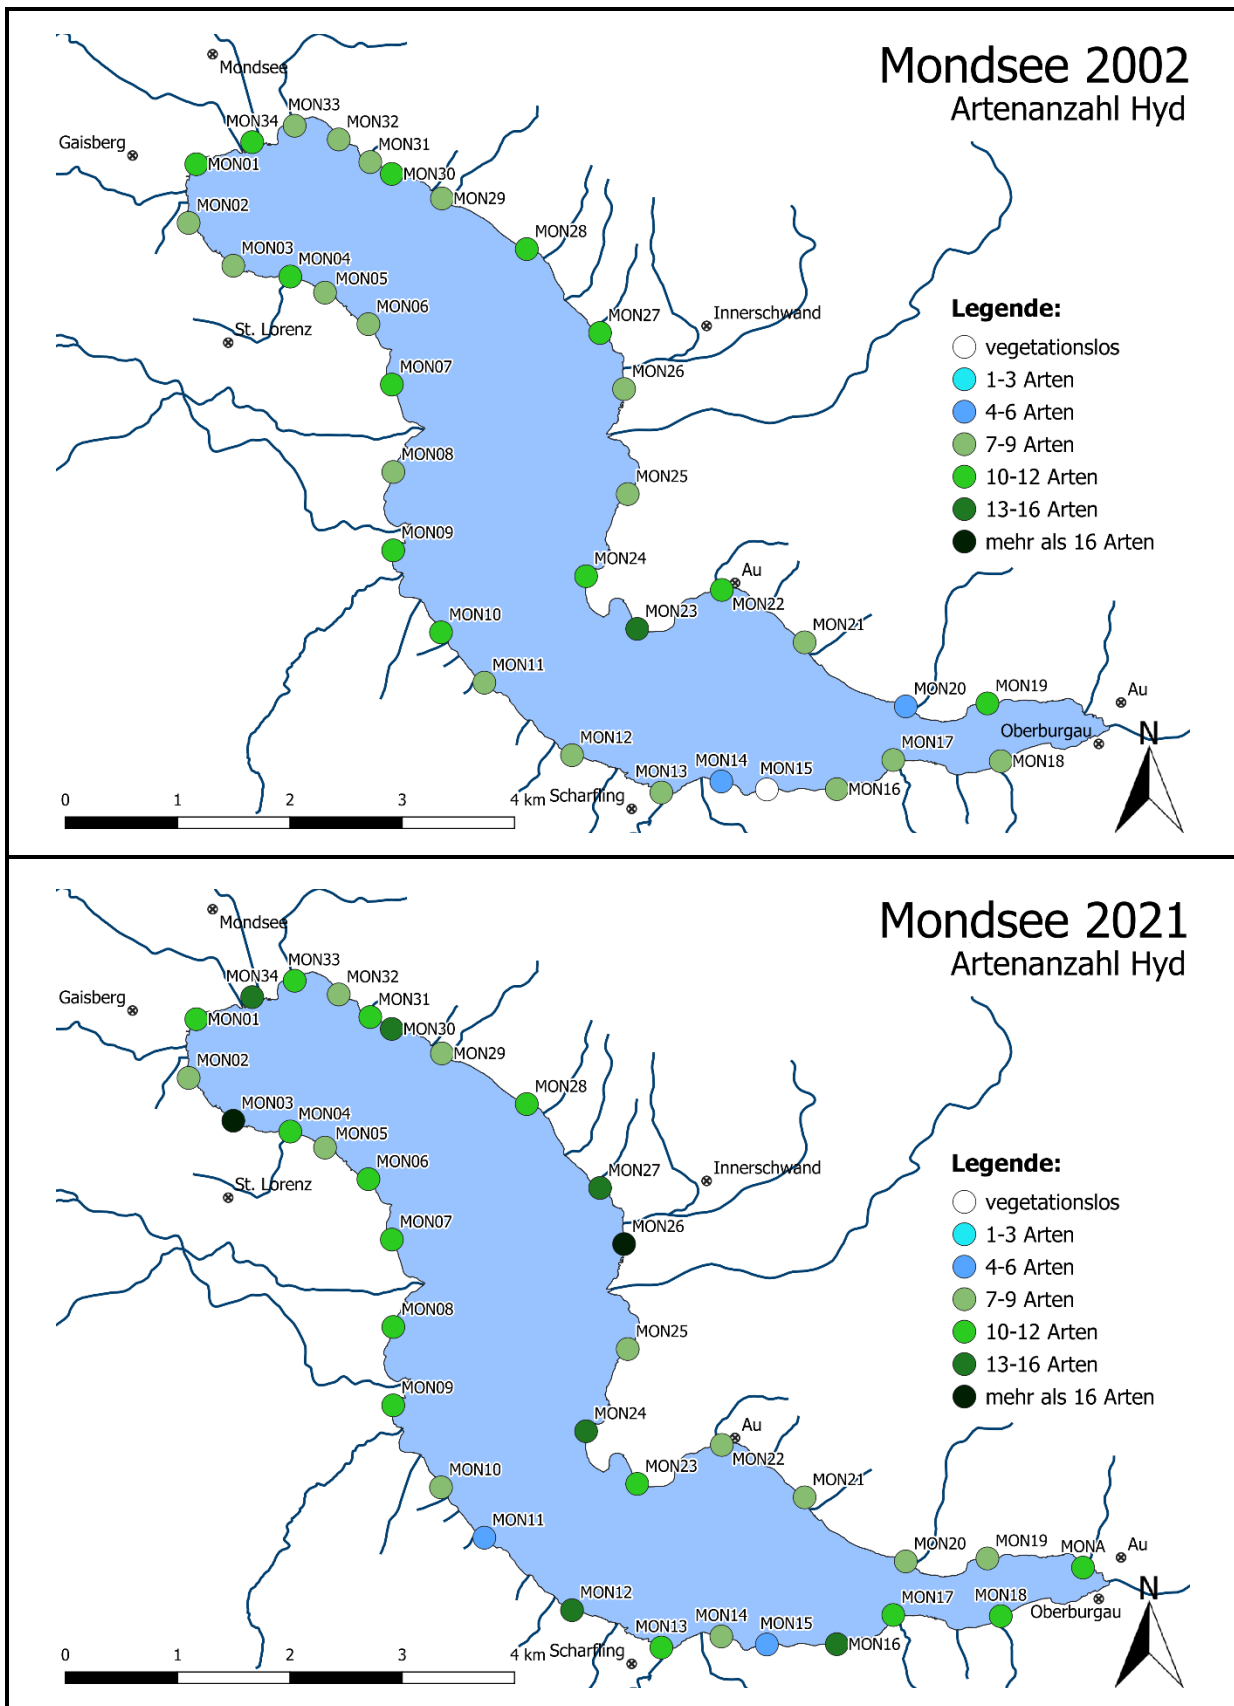 Mondsee 2002
Artenanzahl Hyd
Mondsee
MON33
MON34
MON32
Gaisberg
MON31
MON01
MON30
MON29
MON02
MON28
MON03
MON04
MON05
MON06
St. Lorenz
MON27
Innerschwand
MON26
MON07
MON08
MON25
MON09
MON24
Au
MON22
MON23
MON10
MON21
MON11
MON20
MON19
Au
Oberburgau
N
MON12
MON17
MON18
MON13
MON14
MON15
MON16
Scharfling
0 1 2 3 4 km
Legende:
vegetationslos
1-3 Arten
4-6 Arten
7-9 Arten
10-12 Arten
13-16 Arten
mehr als 16 Arten
Mondsee 2021
Artenanzahl Hyd
Mondsee
MON33
MON34
MON32
Gaisberg
MON31
MON01
MON30
MON29
MON02
MON28
MON03
MON04
MON05
MON06
St. Lorenz
MON27
Innerschwand
MON26
MON07
MON08
MON25
MON09
MON24
Au
MON22
MON23
MON10
MON21
MON11
MON20
MON19
MONA
Au
Oberburgau
N
MON12
MON17
MON18
MON13
MON14
MON15
MON16
Scharfling
0 1 2 3 4 km
Legende:
vegetationslos
1-3 Arten
4-6 Arten
7-9 Arten
10-12 Arten
13-16 Arten
mehr als 16 Arten